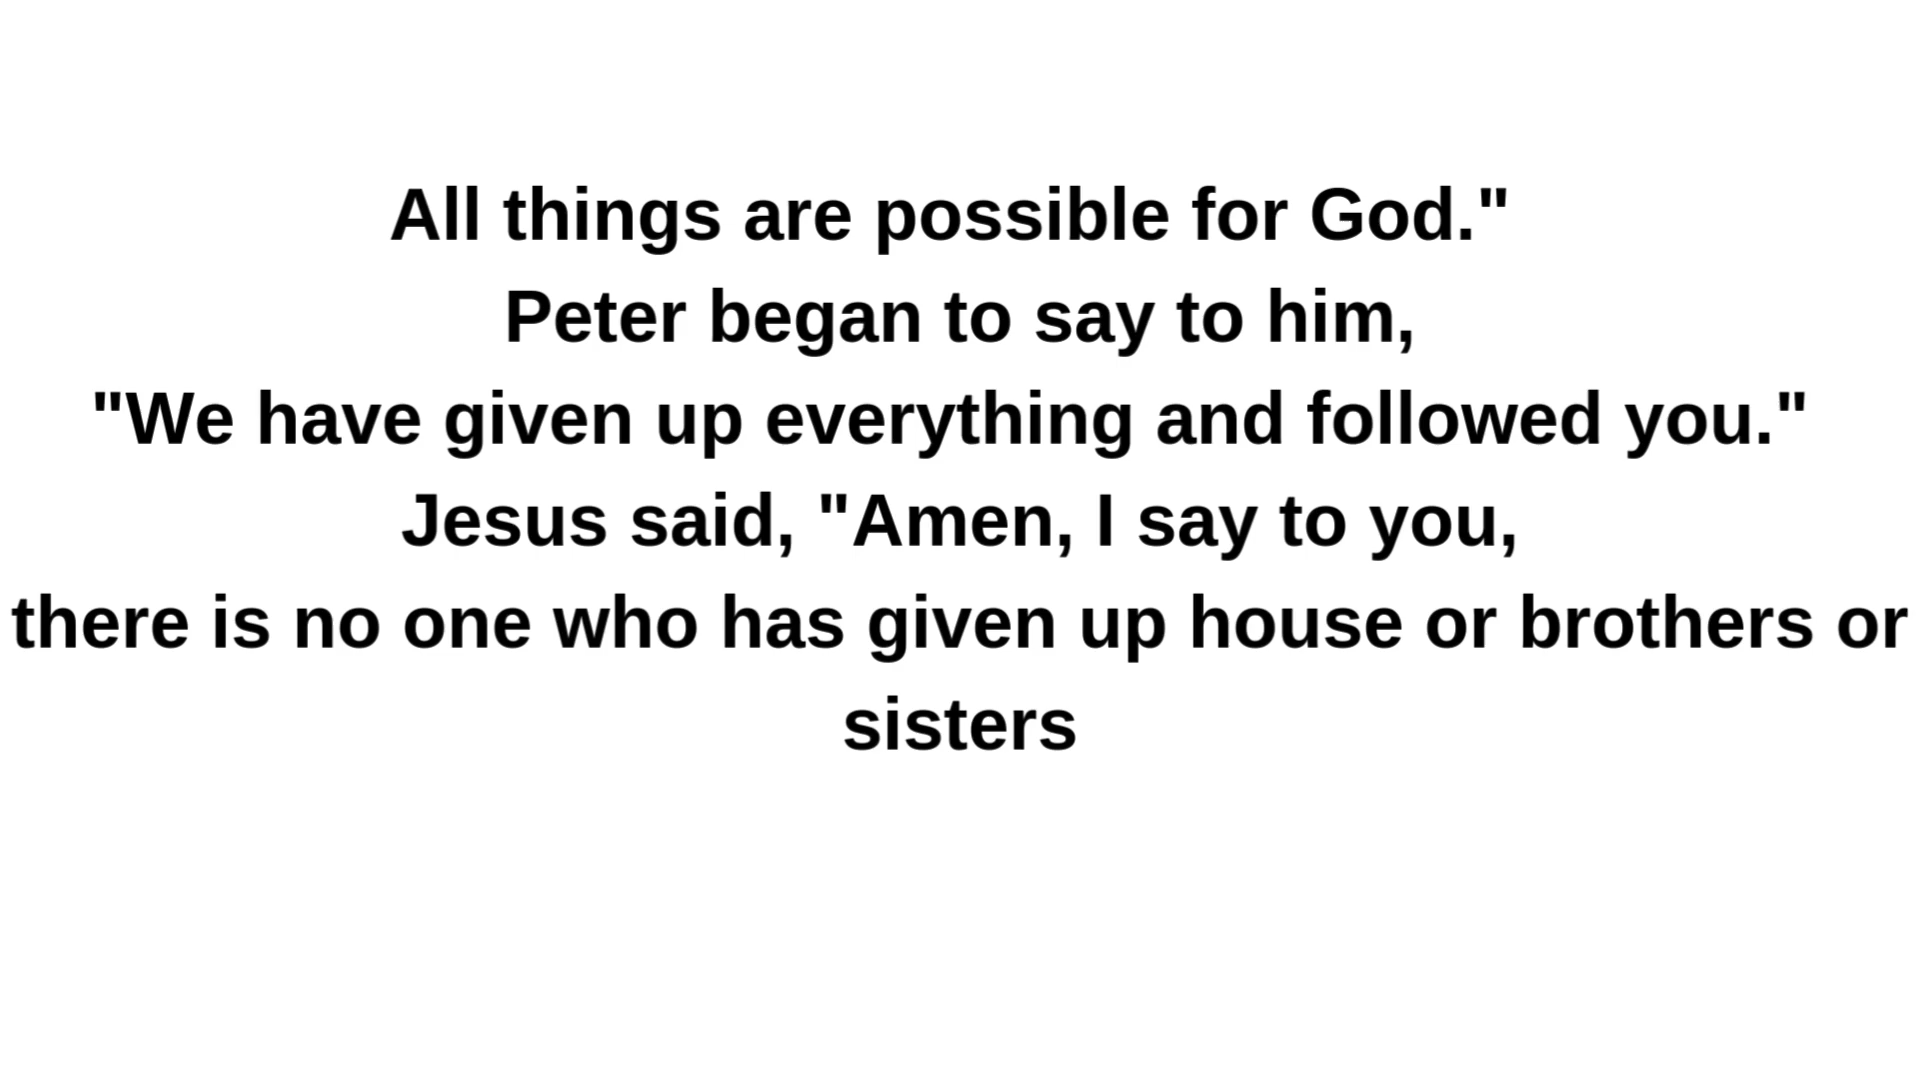 All things are possible for God."
Peter began to say to him,
"We have given up everything and followed you."
Jesus said, "Amen, I say to you,
there is no one who has given up house or brothers or
sisters